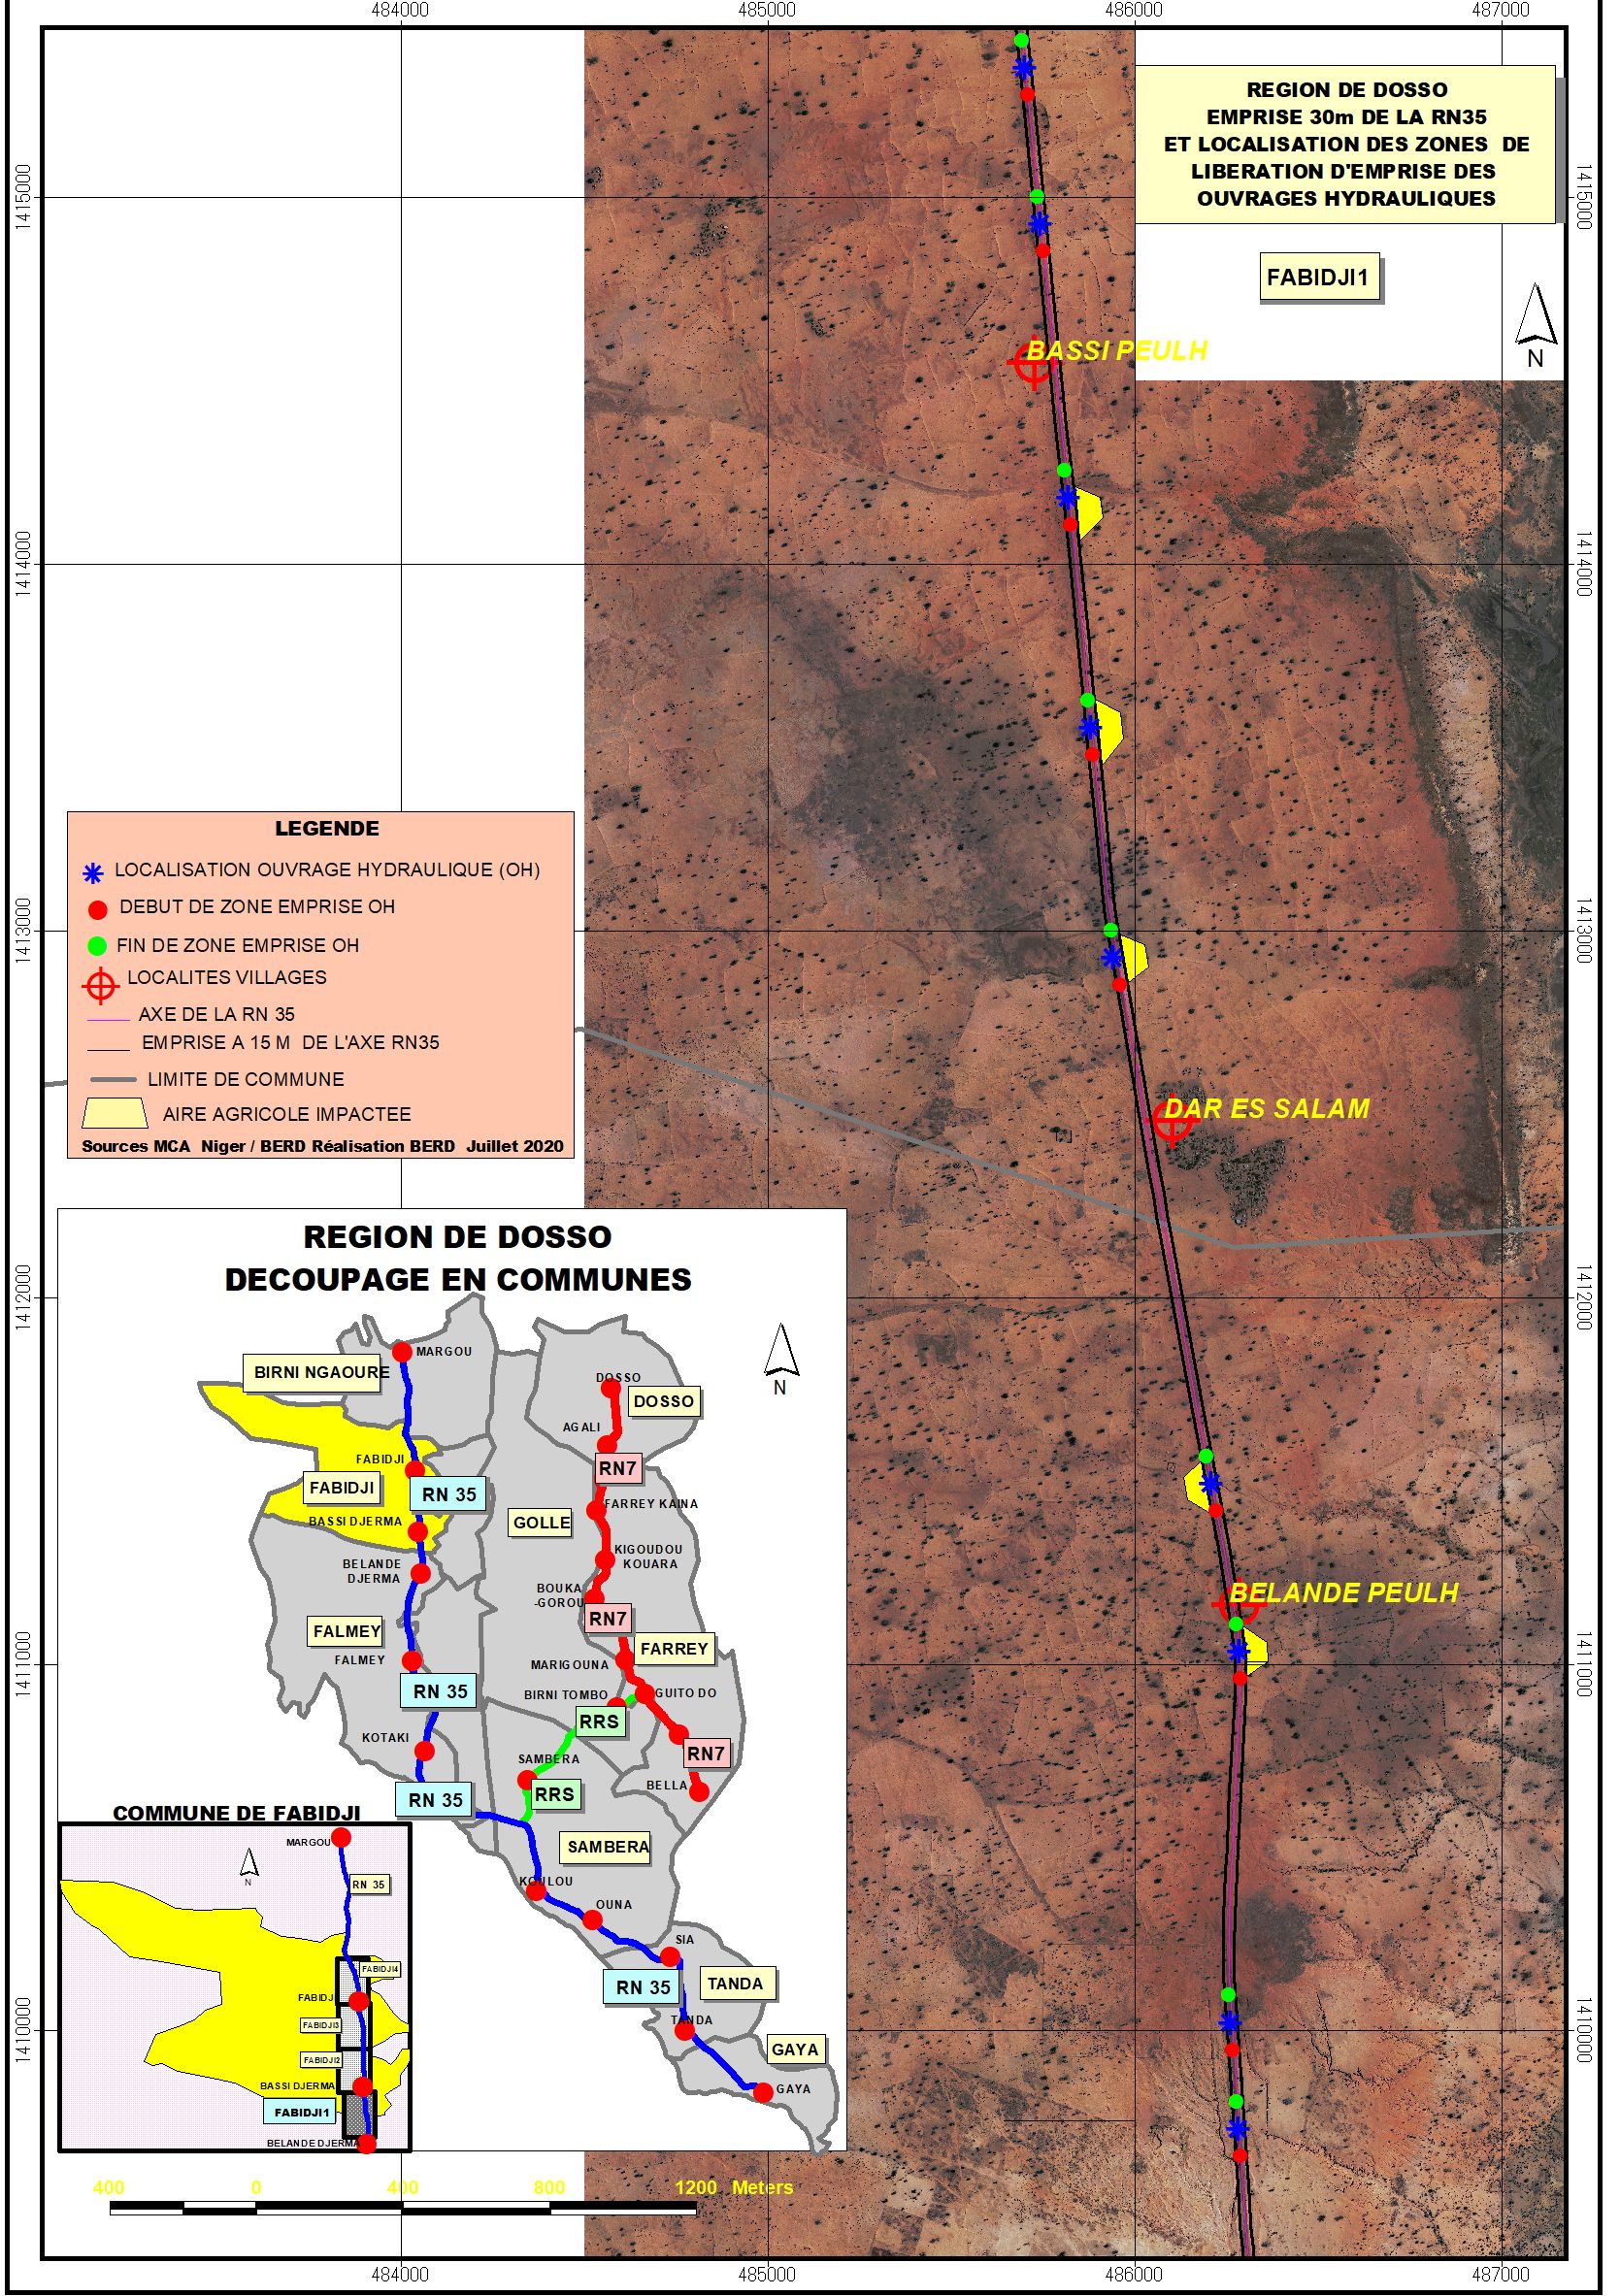 484000
485000
486000
487000
REGION DE DOSSO
EMPRISE 30m DE LA RN35
ET LOCALISATION DES ZONES DE
LIBERATION D'EMPRISE DES
OUVRAGES HYDRAULIQUES
FABIDJI1
N
1415000
1415000
BASSI PEULH
1414000
1414000
1413000
1413000
LEGENDE
LOCALISATION OUVRAGE HYDRAULIQUE (OH)
DEBUT DE ZONE EMPRISE OH
FIN DE ZONE EMPRISE OH
LOCALITES VILLAGES
AXE DE LA RN 35
EMPRISE A 15 M DE L'AXE RN35
LIMITE DE COMMUNE
AIRE AGRICOLE IMPACTEE
Sources MCA Niger / BERD Réalisation BERD Juillet 2020
DAR ES SALAM
1412000
1412000
BELANDE PEULH
1411000
1411000
1410000
1410000
REGION DE DOSSO
DECOUPAGE EN COMMUNES
N
MARGOU
BIRNI NGAOURE
DOSSO
DOSSO
AGALI
FABIDJI
RN7
FABIDJI
RN 35
FARREY KAINA
BASSI DJERMA
GOLLE
KIGOUDOU
KOUARA
BELANDE
DJERMA
BOUKA
-GOROU
RN7
FALMEY
FARREY
FALMEY
MARIGOUNA
RN 35
BIRNI TOMBO
GUITO DO
RRS
KOTAKI
SAMBERA
RN7
BELLA
RN 35
RRS
SAMBERA
KOULOU
OUNA
SIA
RN 35
TANDA
TANDA
GAYA
GAYA
COMMUNE DE FABIDJI
MARGOU
N
RN 35
FABIDJI4
FABIDJI
FABIDJI3
FABIDJI2
BASSI DJERMA
FABIDJI1
BELANDE DJERMA
400
0
400
800
1200 Meters
484000
485000
486000
487000